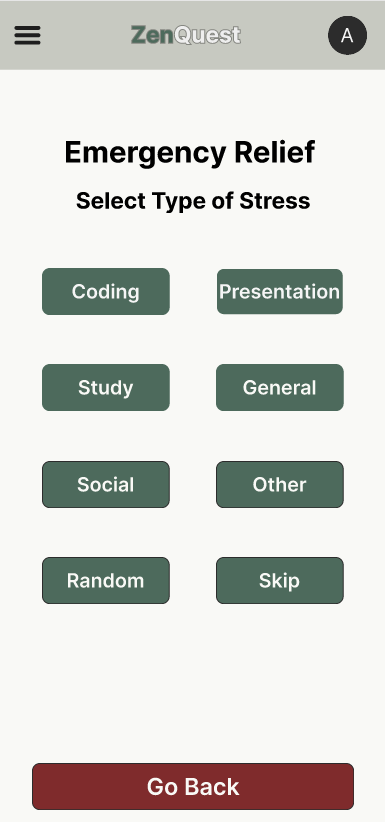 ZenQuest
A
Emergency Relief
Select Type of Stress
Coding
Presentation
Study
General
Social
Other
Random
Skip
Go Back